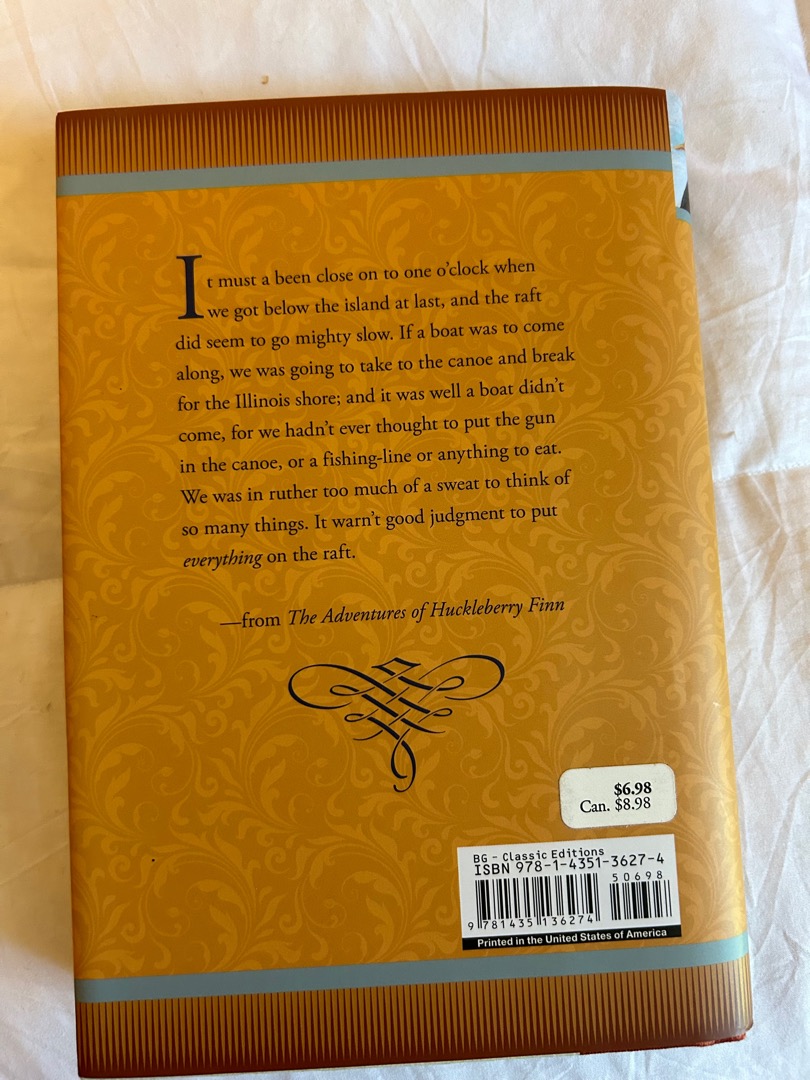 It must a been close on to one o'clock when
we got below the island at last, and the raft
did seem to go mighty slow. If a boat was to come
along, we was going to take to the canoe and break
for the Illinois shore; and it was well a boat didn't
come, for we hadn't ever thought to put the gun
in the canoe, or a fishing-line or anything to eat.
We was in ruther too much of a sweat to think of
so many things. It warn't good judgment to put
everything on the raft.
—from The Adventures of Huckleberry Finn
$6.98
Can. $8.98
BG - Classic Editions
ISBN 978-1-4351-3627-4
50698
9 781435 136274
Printed in the United States of America